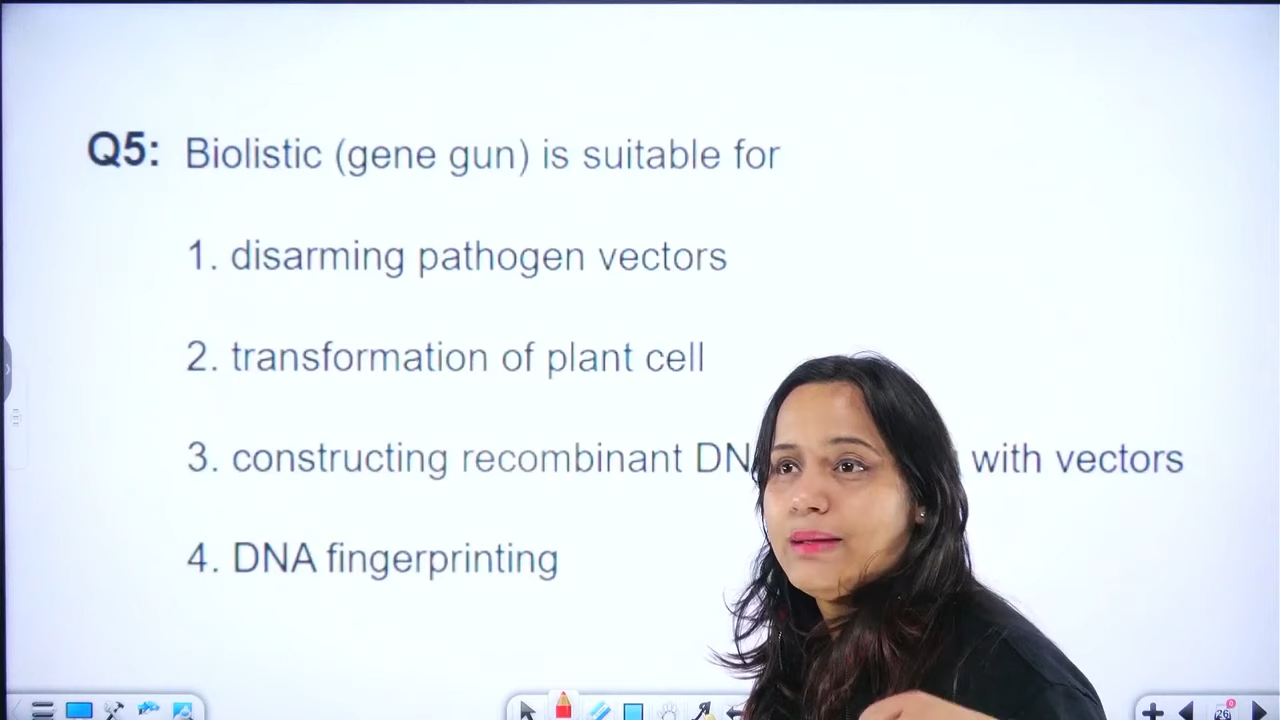 Q5: Biolistic (gene gun) is suitable for
1. disarming pathogen vectors
2. transformation of plant cell
3. constructing recombinant with vectors
4. DNA fingerprinting
26